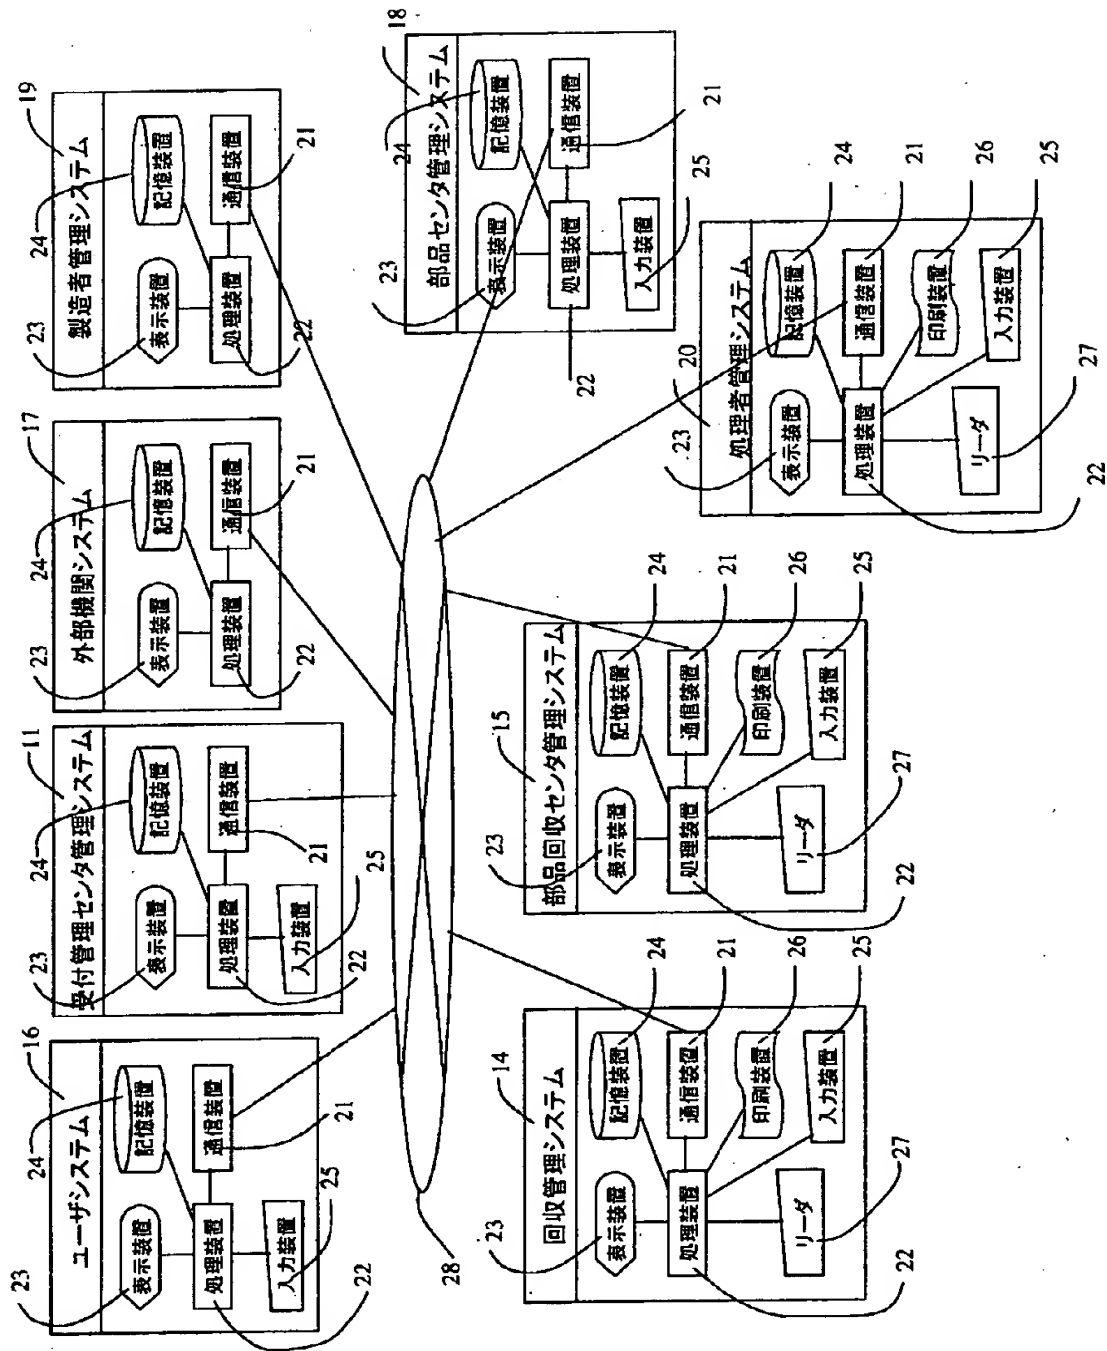 16
ユーザシステム
23
24
表示装置
記憶装置
処理装置
通信装置
入力装置
21
22
25
11
受付管理センタ管理システム
23
24
表示装置
記憶装置
処理装置
通信装置
入力装置
21
22
25
17
外部機関システム
23
24
表示装置
記憶装置
処理装置
通信装置
21
22
19
製造者管理システム
23
24
表示装置
記憶装置
処理装置
通信装置
21
22
28
18
部品センタ管理システム
23
24
表示装置
記憶装置
処理装置
通信装置
入力装置
21
22
25
14
回収管理システム
23
表示装置
記憶装置
24
処理装置
通信装置
21
印刷装置
26
リーダ
入力装置
25
22
27
15
部品回収センタ管理システム
23
表示装置
記憶装置
24
処理装置
通信装置
21
印刷装置
26
リーダ
入力装置
25
22
27
20
処理者管理システム
23
表示装置
記憶装置
24
処理装置
通信装置
21
印刷装置
26
リーダ
入力装置
25
22
27